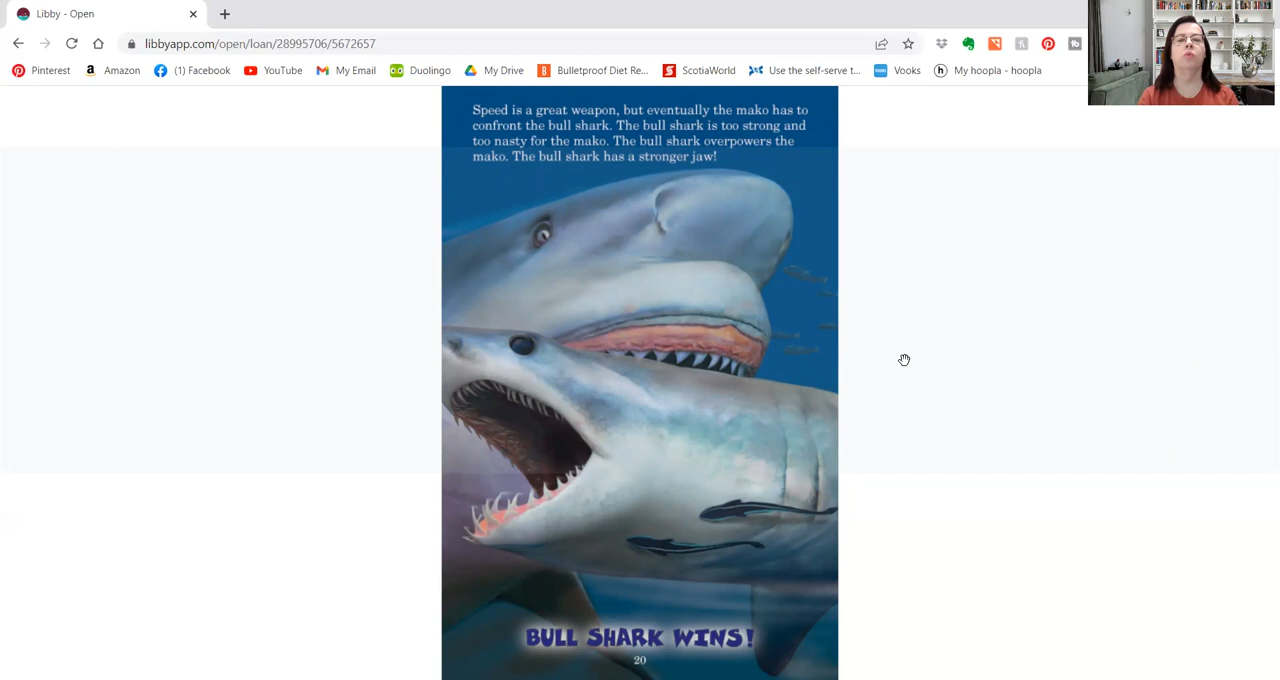 Libby - Open
libbyapp.com/open/loan/28995706/5672657
Pinterest Amazon (1) Facebook YouTube My Email Duolingo My Drive Bulletproof Diet Re... ScotiaWorld Use the self-serve t... Vooks My hoopla - hoopla
Speed is a great weapon, but eventually the mako has to
confront the bull shark. The bull shark is too strong and
too nasty for the mako. The bull shark overpowers the
mako. The bull shark has a stronger jaw!
BULL SHARK WINS!
20